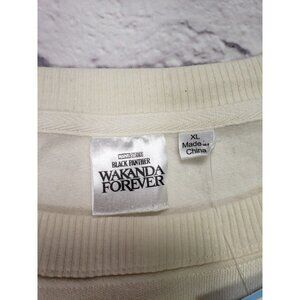 BLACK PANTHER
WAKANDA
FOREVER
XL
Made in
China